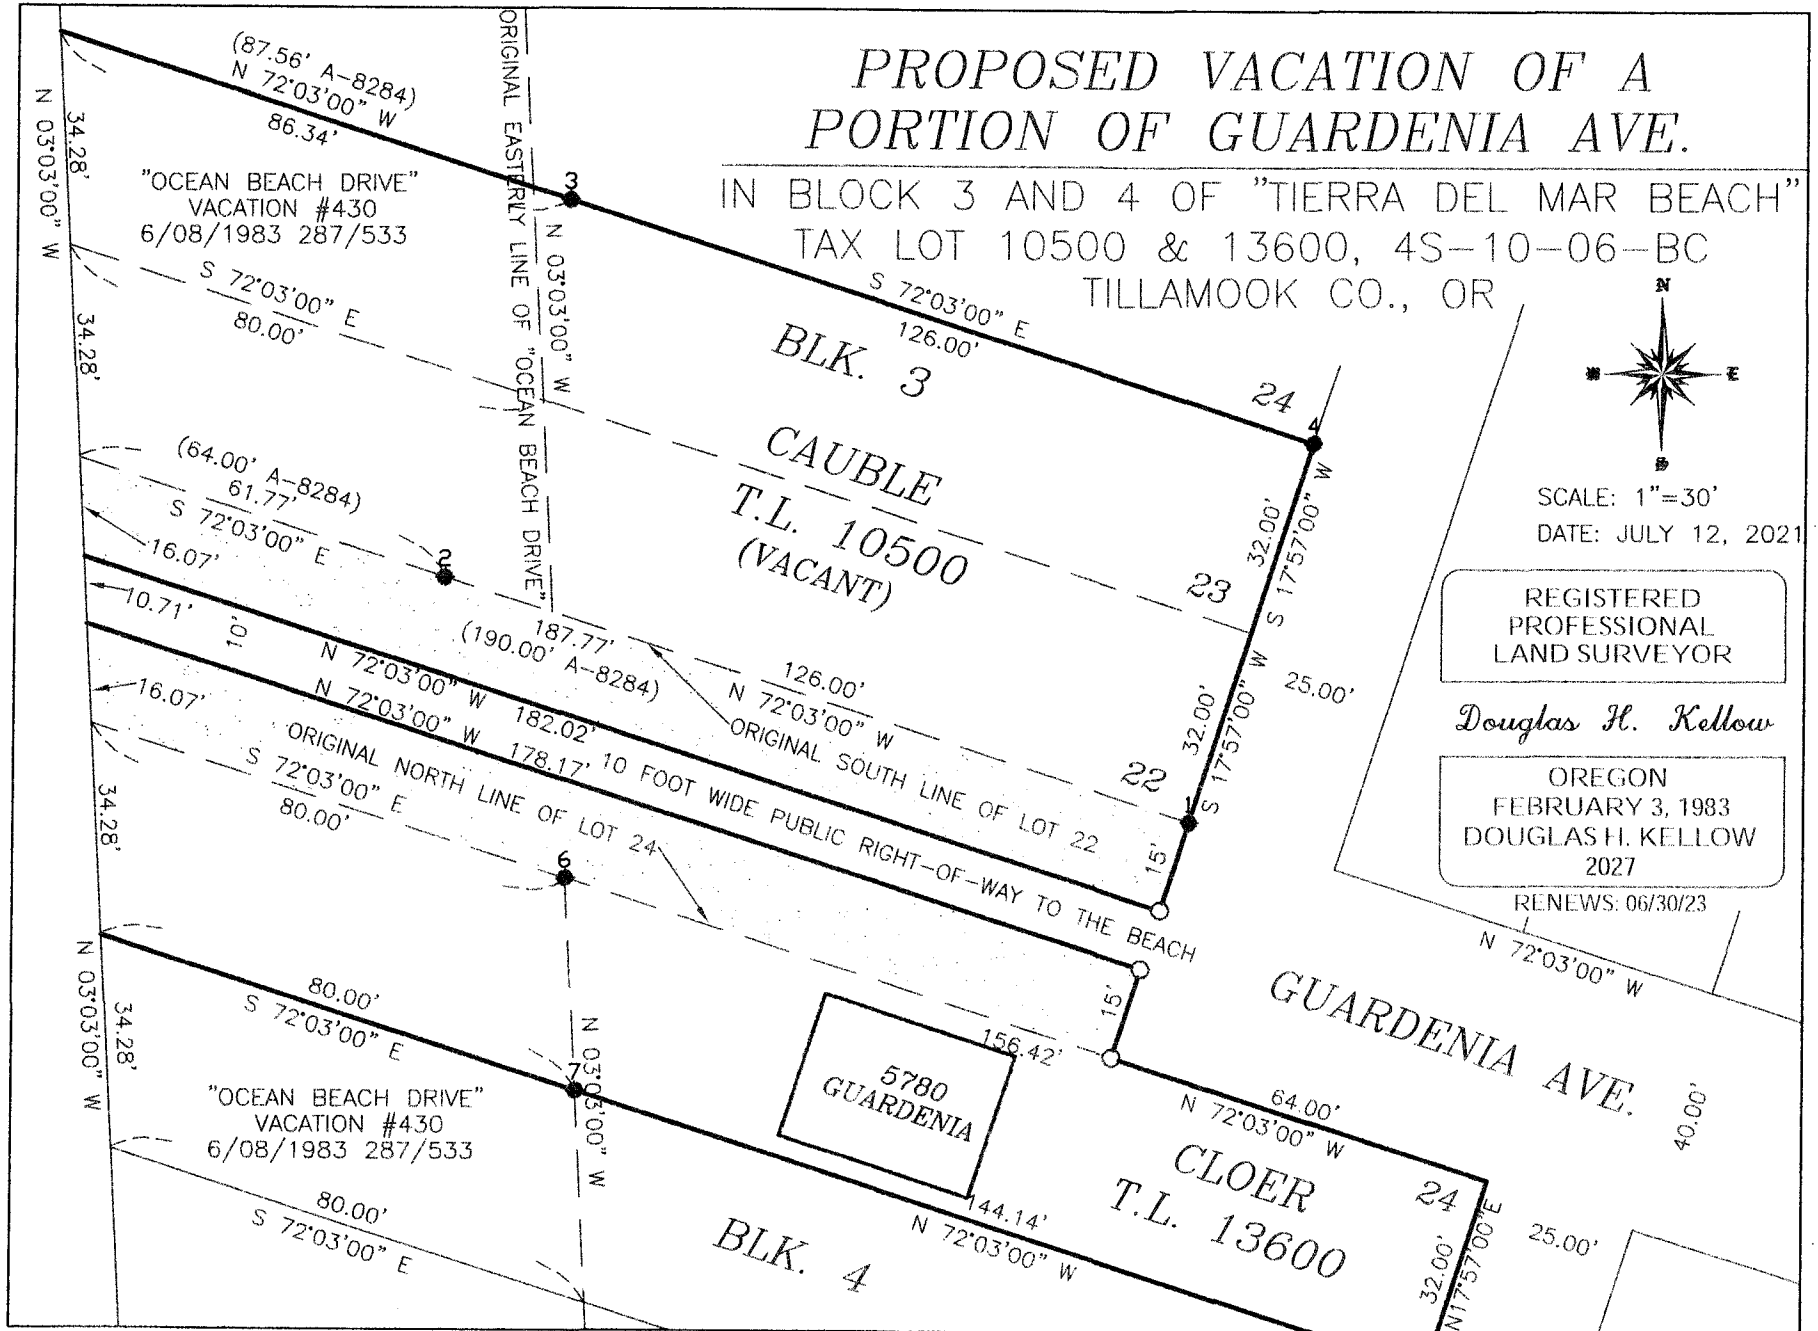 PROPOSED VACATION OF A
PORTION OF GUARDENIA AVE.
IN BLOCK 3 AND 4 OF "TIERRA DEL MAR BEACH"
TAX LOT 10500 & 13600, 4S-10-06-BC
TILLAMOOK CO., OR
N
W
E
S
SCALE: 1"=30'
DATE: JULY 12, 2021
REGISTERED
PROFESSIONAL
LAND SURVEYOR
Douglas H. Kellow
OREGON
FEBRUARY 3, 1983
DOUGLAS H. KELLOW
2027
RENEWS: 06/30/23
(87.56' A-8284)
N 72°03'00" W
86.34'
ORIGINAL EASTERLY LINE OF "OCEAN BEACH DRIVE"
N 03°03'00" W
34.28'
"OCEAN BEACH DRIVE"
VACATION #430
6/08/1983 287/533
3
N 03°03'00" W
S 72°03'00" E
126.00'
S 72°03'00" E
80.00'
34.28'
BLK. 3
24
4
CAUBLE
T.L. 10500
(VACANT)
32.00'
S 17°57'00" W
23
(64.00' A-8284)
61.77'
S 72°03'00" E
16.07'
2
187.77'
(190.00' A-8284)
126.00'
N 72°03'00" W
32.00'
S 17°57'00" W
25.00'
22
1
10.71'
10'
N 72°03'00" W
182.02'
N 72°03'00" W
178.17'
16.07'
ORIGINAL SOUTH LINE OF LOT 22
10 FOOT WIDE PUBLIC RIGHT-OF-WAY TO THE BEACH
15'
ORIGINAL NORTH LINE OF LOT 24
S 72°03'00" E
80.00'
34.28'
6
N 72°03'00" W
GUARDENIA AVE.
40.00'
15'
156.42'
5780
GUARDENIA
80.00'
S 72°03'00" E
N 03°03'00" W
34.28'
7
N 03°03'00" W
64.00'
N 72°03'00" W
"OCEAN BEACH DRIVE"
VACATION #430
6/08/1983 287/533
CLOER
T.L. 13600
24
144.14'
N 72°03'00" W
32.00'
N17°57'00"E
25.00'
80.00'
S 72°03'00" E
BLK. 4